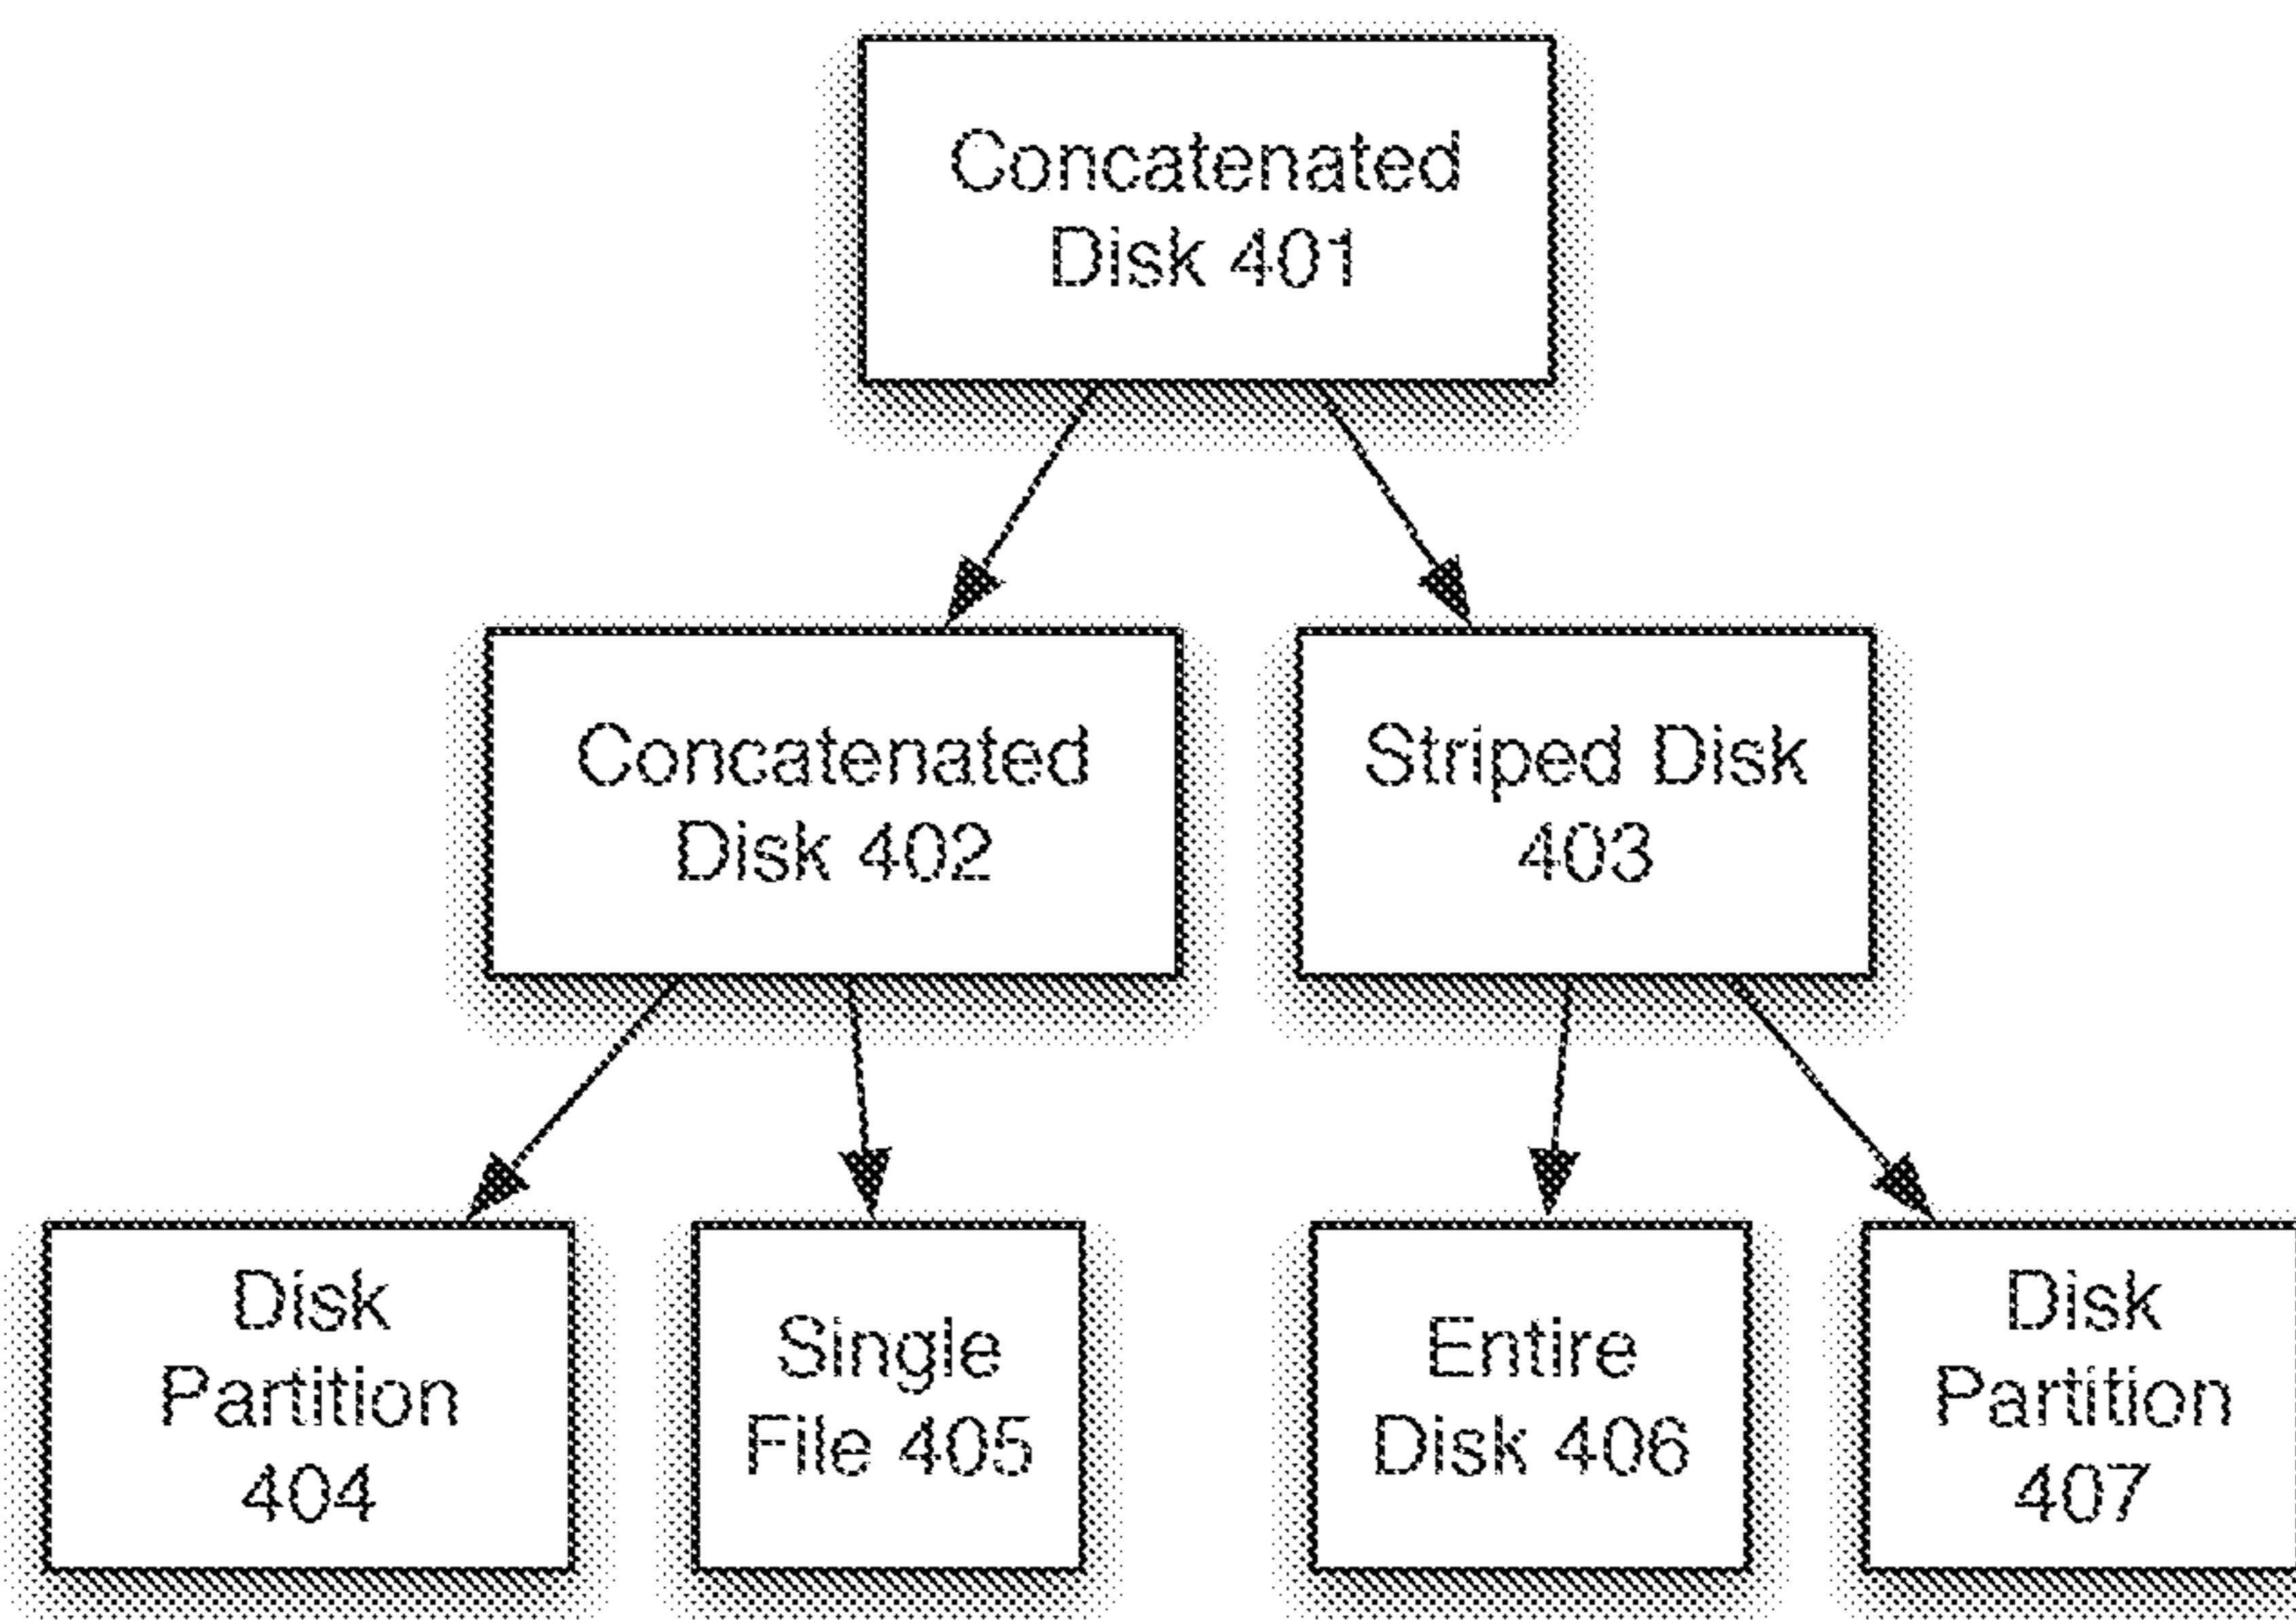 Concatenated
Disk 401
Concatenated
Disk 402
Striped Disk
403
Disk
Partition
404
Single
File 405
Entire
Disk 406
Disk
Partition
407